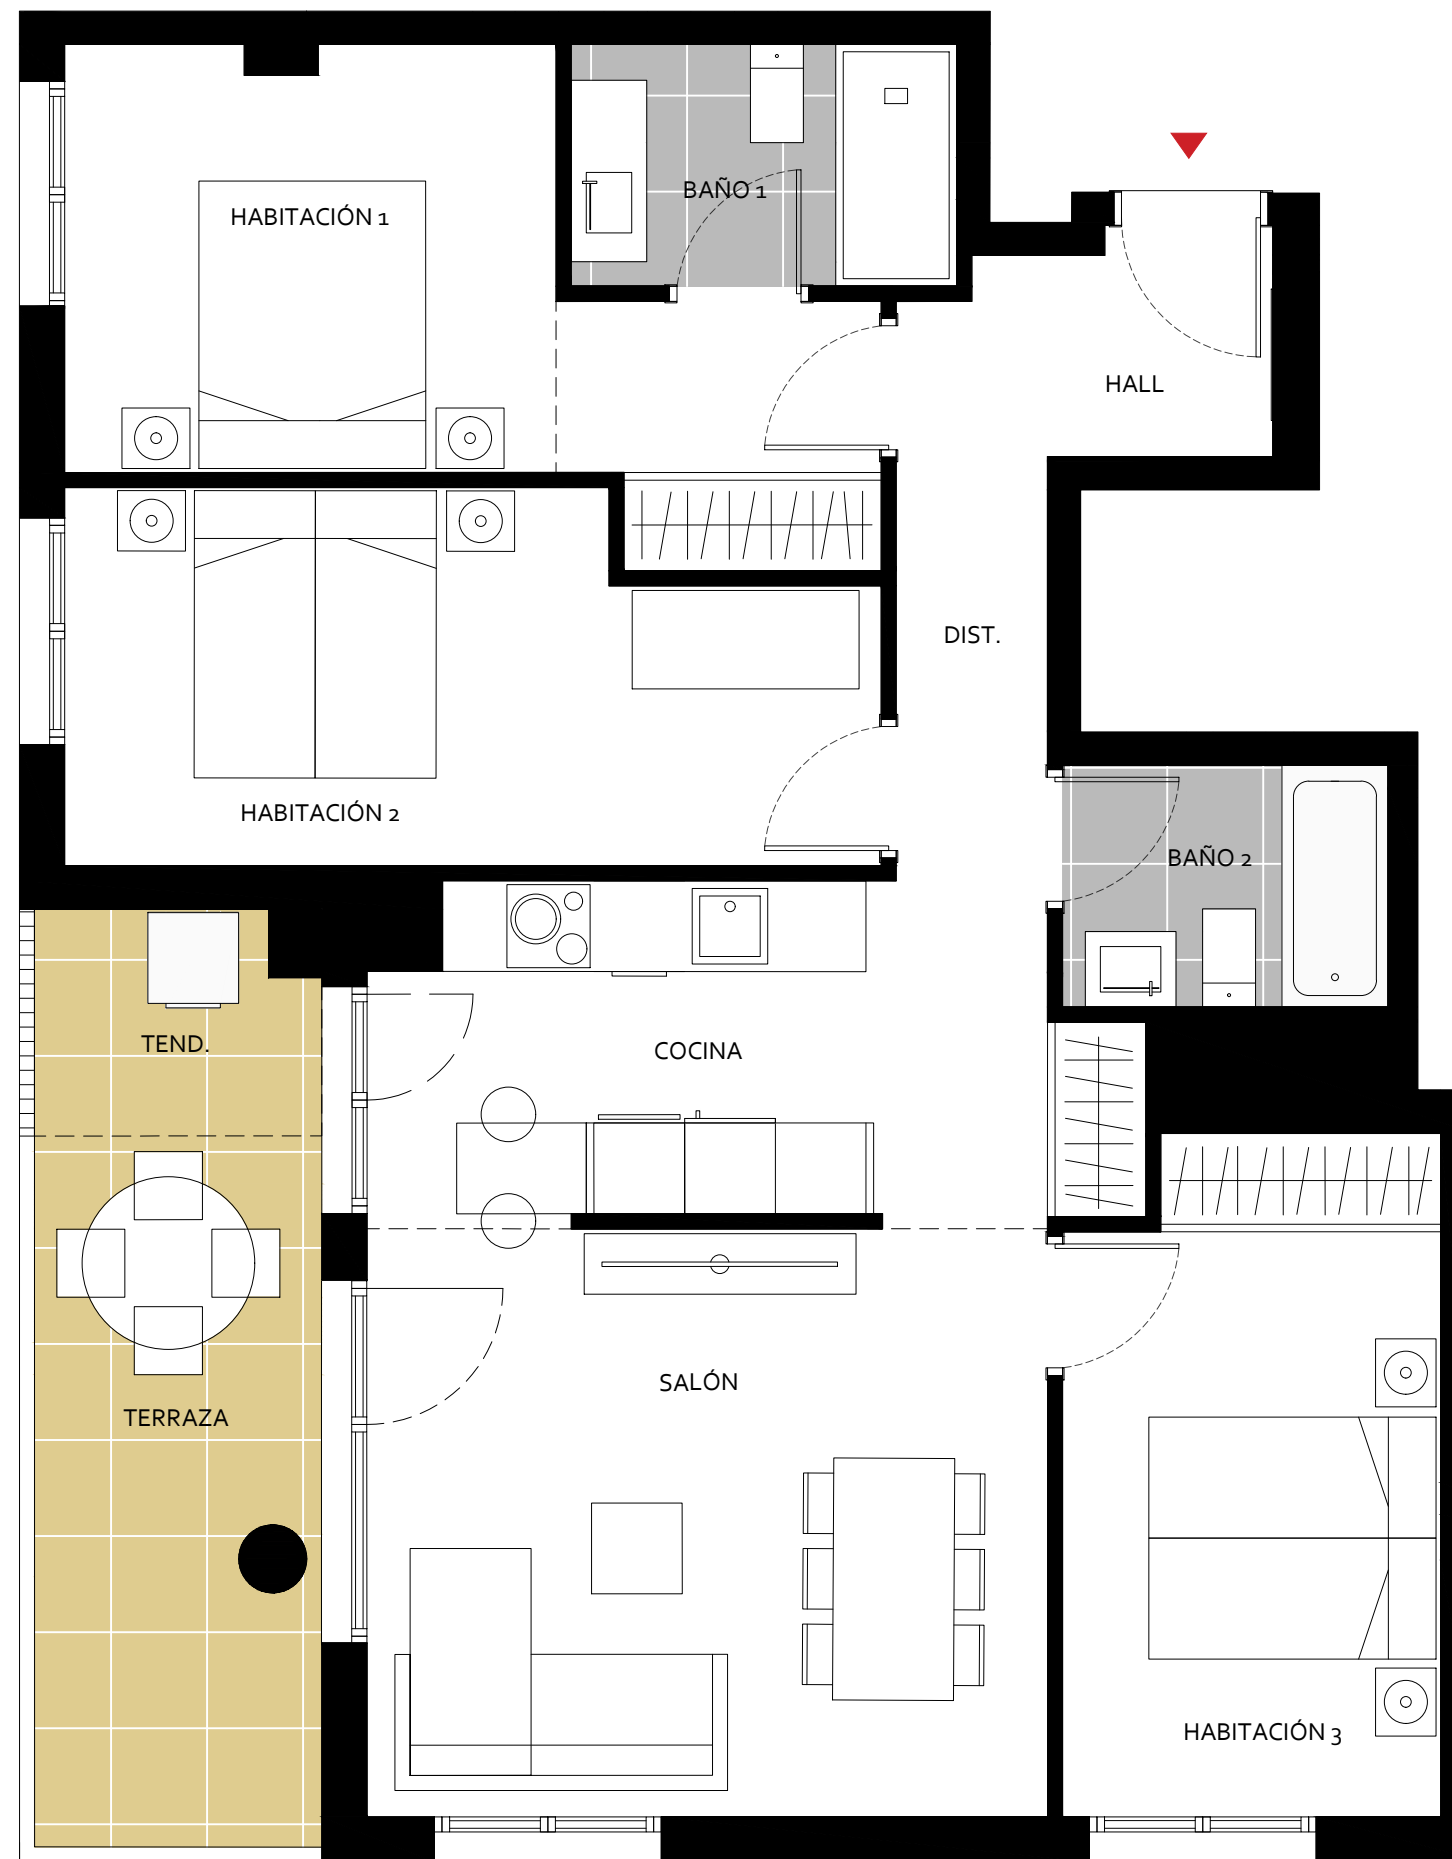 BAÑO 1
HABITACIÓN 1
HALL
DIST.
HABITACIÓN 2
BAÑO 2
TEND.
COCINA
SALÓN
TERRAZA
HABITACIÓN 3